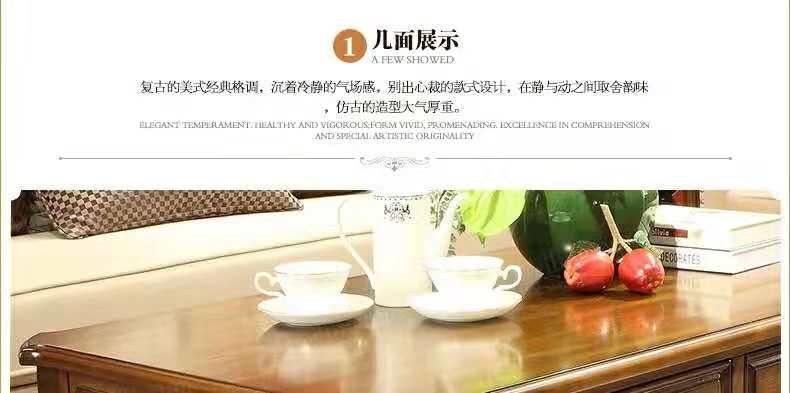 1 几面展示
A FEW SHOWED
复古的美式经典格调，沉着冷静的气场感，别出心裁的款式设计，在静与动之间取舍韵味
，仿古的造型大气厚重。
ELEGANT TEMPERAMENT. HEALTHY AND VIGOROUS;FORM VIVID, PROMENADING. EXCELLENCE IN COMPREHENSION
AND SPECIAL ARTISTIC ORIGINALITY
DECORATES